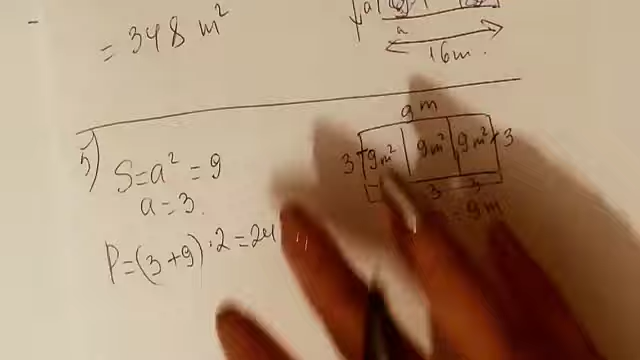 = 348 m²
a
a
16m.
5)
S=a² = 9
a=3.
P=(3+9)·2=24
9 m
3 9m² 9m² 9m² 3
3 3
= 9m